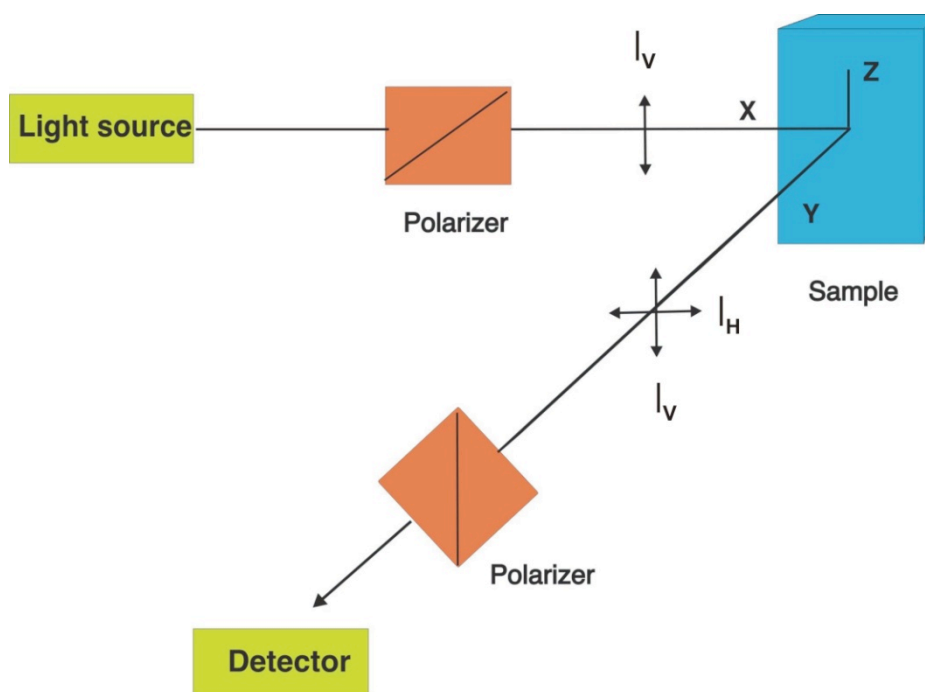 I_V
Z
Light source
X
Y
Polarizer
Sample
I_H
I_V
Polarizer
Detector